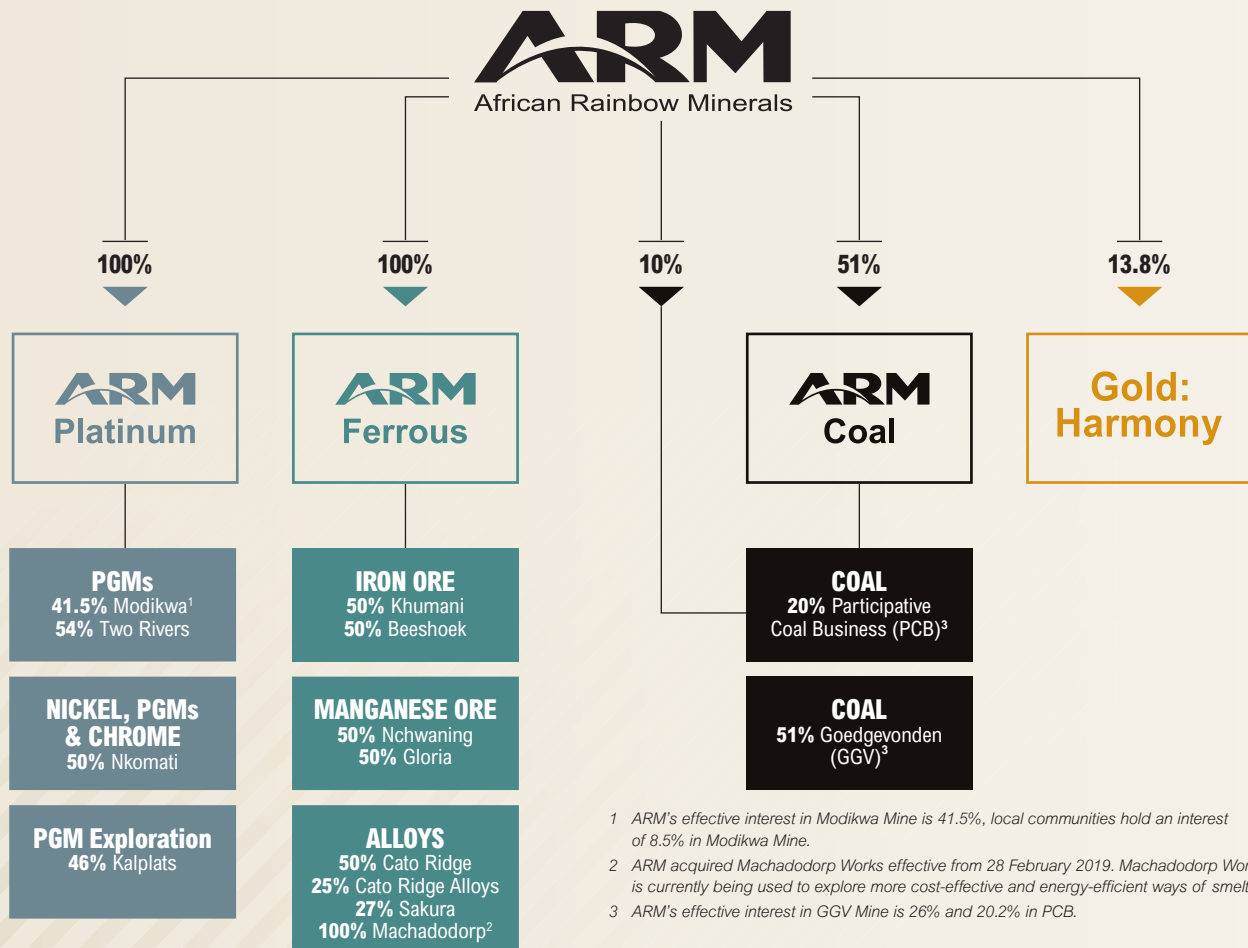 ARM
African Rainbow Minerals
100%
100%
10%
51%
13.8%
ARM
Platinum
ARM
Ferrous
ARM
Coal
Gold:
Harmony
PGMs
41.5% Modikwa¹
54% Two Rivers
NICKEL, PGMs
& CHROME
50% Nkomati
PGM Exploration
46% Kalplats
IRON ORE
50% Khumani
50% Beeshoek
MANGANESE ORE
50% Nchwaning
50% Gloria
ALLOYS
50% Cato Ridge
25% Cato Ridge Alloys
27% Sakura
100% Machadodorp²
COAL
20% Participative
Coal Business (PCB)³
COAL
51% Goedgevonden
(GGV)³
1 ARM's effective interest in Modikwa Mine is 41.5%, local communities hold an interest
of 8.5% in Modikwa Mine.
2 ARM acquired Machadodorp Works effective from 28 February 2019. Machadodorp Wor
is currently being used to explore more cost-effective and energy-efficient ways of smelt
3 ARM's effective interest in GGV Mine is 26% and 20.2% in PCB.